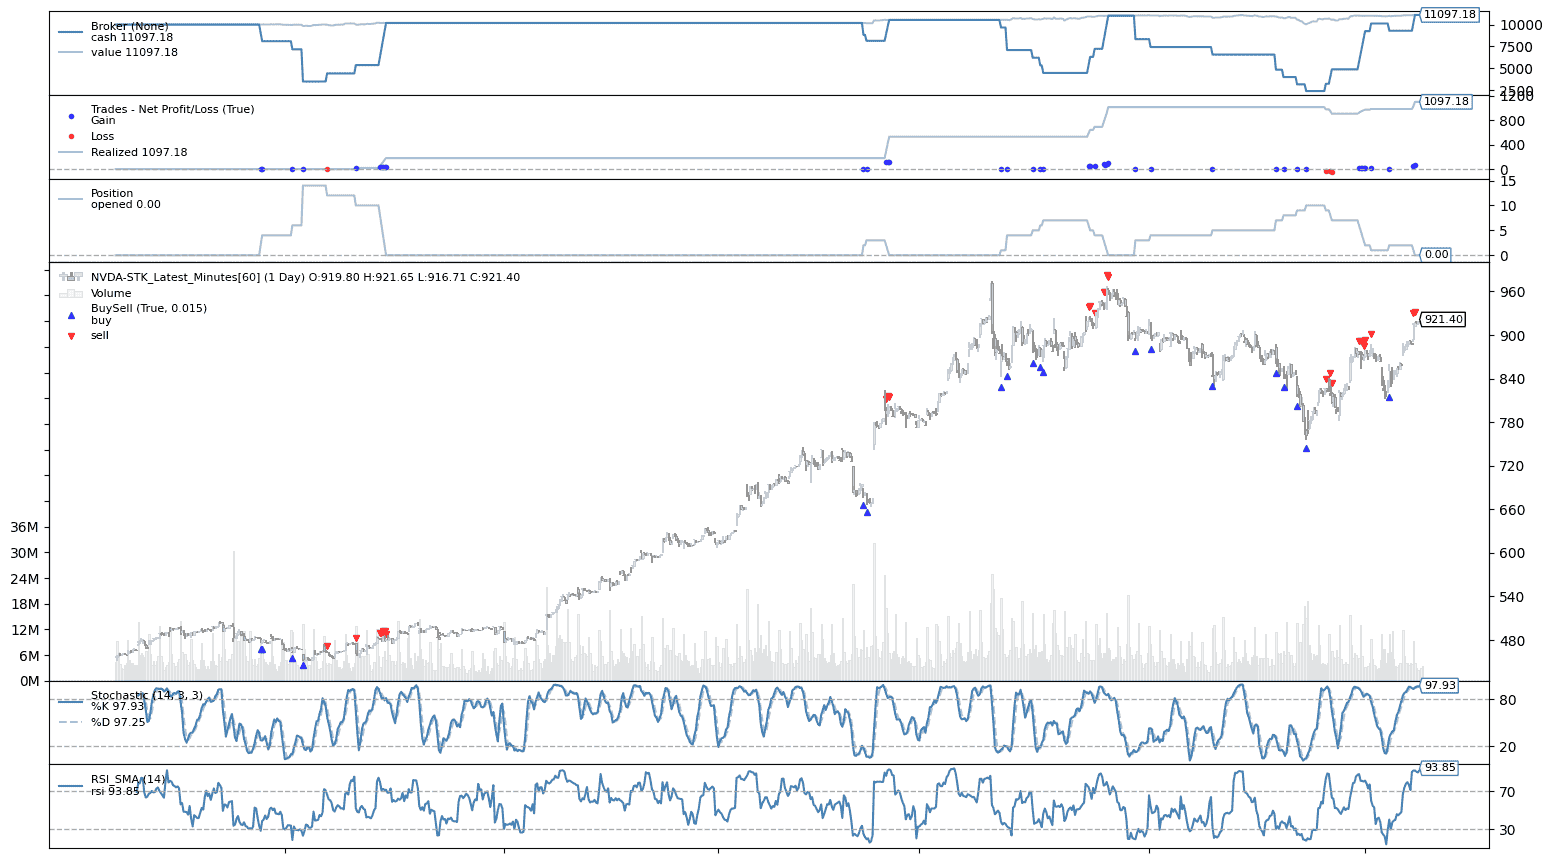 Broker (None)
cash 11097.18
value 11097.18
11097.18
10000
7500
5000
2500
Trades - Net Profit/Loss (True)
Gain
Loss
Realized 1097.18
1097.18
1200
800
400
0
Position
opened 0.00
15
10
5
0
0.00
NVDA-STK_Latest_Minutes[60] (1 Day) O:919.80 H:921.65 L:916.71 C:921.40
Volume
BuySell (True, 0.015)
buy
sell
960
921.40
900
840
780
720
660
600
540
480
36M
30M
24M
18M
12M
6M
0M
Stochastic (14, 3, 3)
%K 97.93
%D 97.25
97.93
80
20
RSI_SMA (14)
rsi 93.85
93.85
70
30